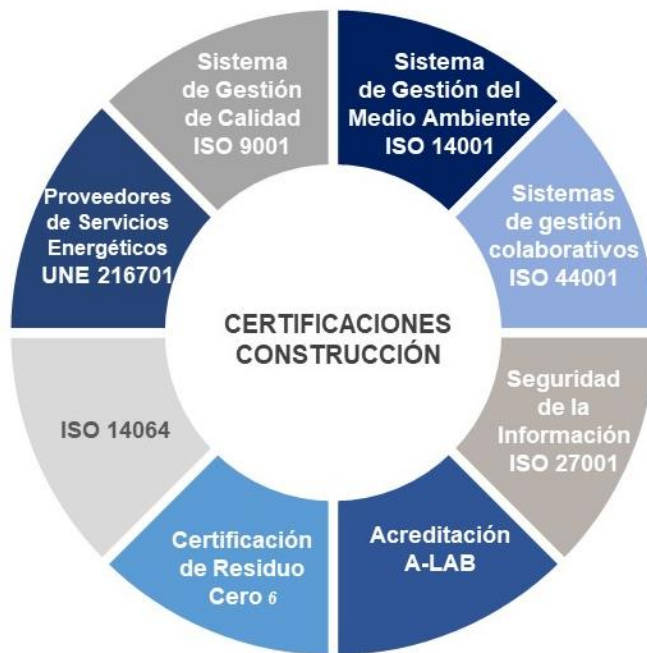 Sistema
de Gestión
de Calidad
ISO 9001
Sistema
de Gestión del
Medio Ambiente
ISO 14001
Sistemas
de gestión
colaborativos
ISO 44001
Seguridad
de la
Información
ISO 27001
Acreditación
A-LAB
Certificación
de Residuo
Cero 6
ISO 14064
Proveedores
de Servicios
Energéticos
UNE 216701
CERTIFICACIONES
CONSTRUCCIÓN